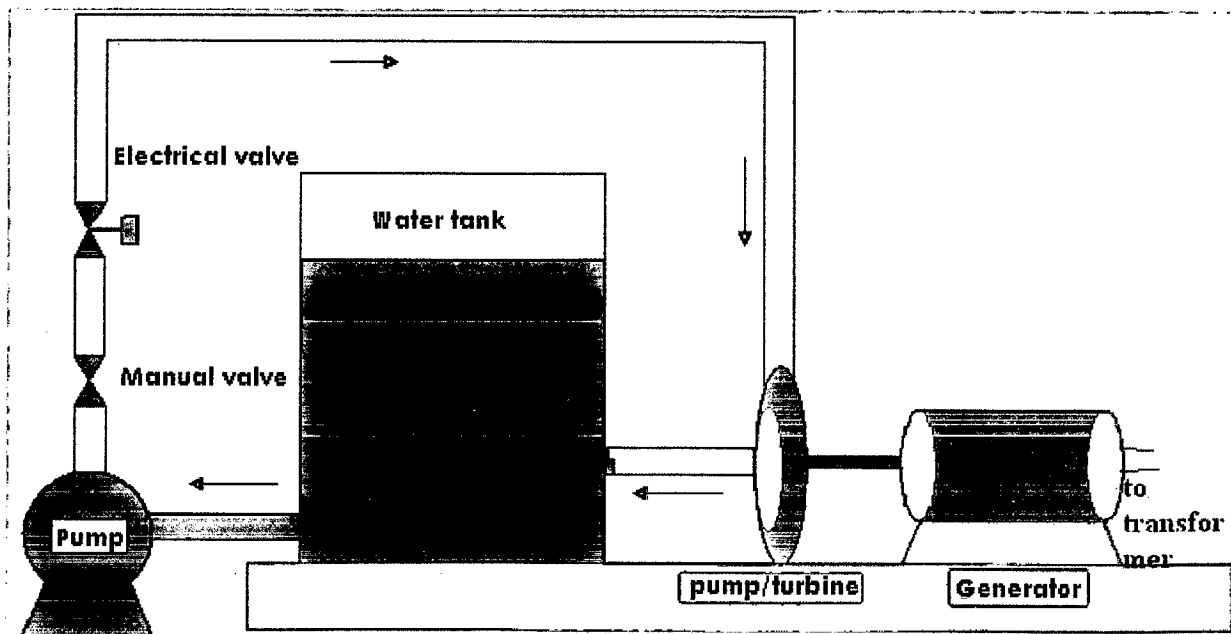 Electrical valve
Water tank
Manual valve
Pump
to
transfor
mer
pump/turbine
Generator